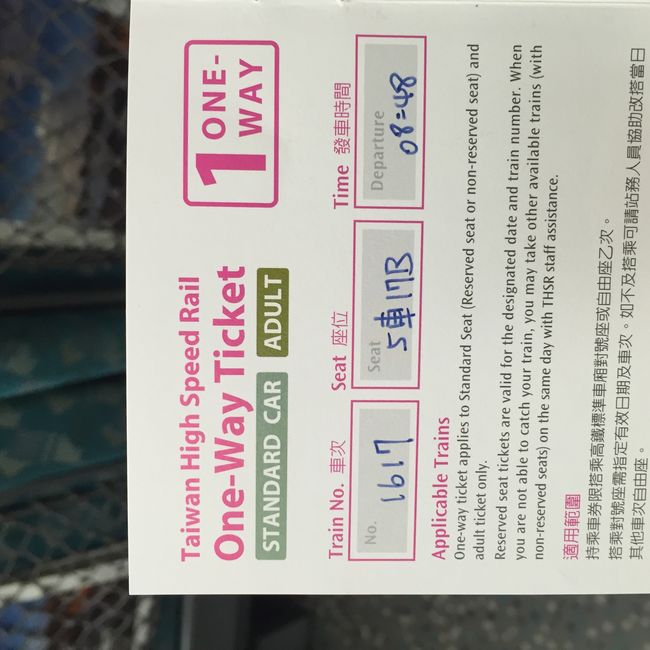 Taiwan High Speed Rail
One-Way Ticket
STANDARD CAR ADULT
1 ONE-
WAY
Train No. 車次
No.
1617
Seat 座位
Seat
5車17B
Time 發車時間
Departure
08:48
Applicable Trains
One-way ticket applies to Standard Seat (Reserved seat or non-reserved seat) and
adult ticket only.
Reserved seat tickets are valid for the designated date and train number. When
you are not able to catch your train, you may take other available trains (with
non-reserved seats) on the same day with THSR staff assistance.
適用範圍
持乘車券限搭乘高鐵標準車廂對號座或自由座乙次。
搭乘對號座需指定有效日期及車次。如不及搭乘可請站務人員協助改搭當日
其他車次自由座。